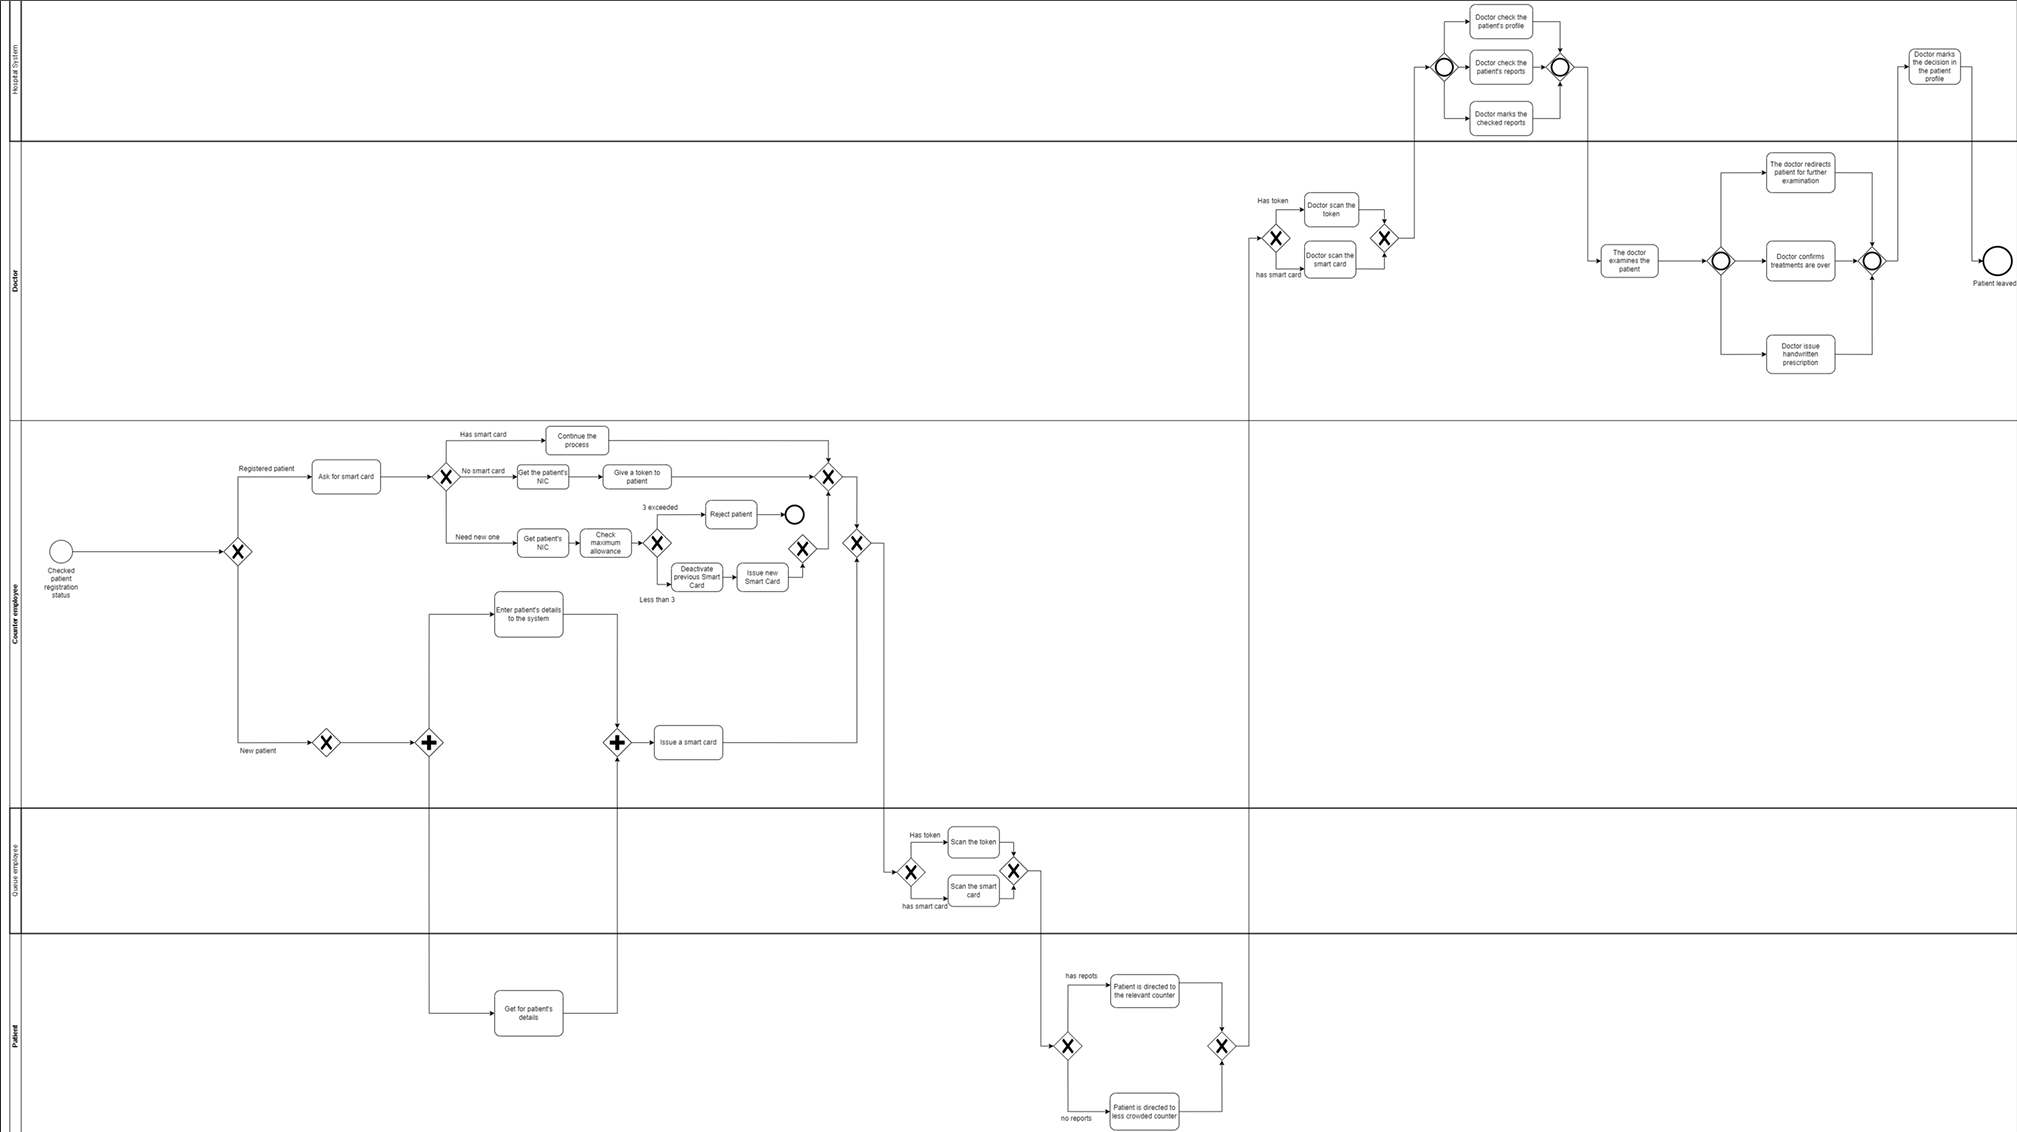 Hospital System
Doctor check the
patient's profile
Doctor check the
patient's reports
Doctor marks the
checked reports
Doctor marks
the decision in
the patient
profile
Doctor
Has token
Doctor scan the
token
has smart card
Doctor scan the
smart card
The doctor
examines the
patient
The doctor redirects
patient for further
examination
Doctor confirms
treatments are over
Doctor issue
handwritten
prescription
Patient leaved
Counter employee
Checked
patient
registration
status
Registered patient
Ask for smart card
Has smart card
Continue the
process
No smart card
Get the patient's
NIC
Give a token to
patient
Need new one
Get patient's
NIC
Check
maximum
allowance
3 exceeded
Reject patient
Less than 3
Deactivate
previous Smart
Card
Issue new
Smart Card
Enter patient's details
to the system
New patient
Issue a smart card
Queue employee
Has token
Scan the token
has smart card
Scan the smart
card
Patient
Get for patient's
details
has repots
Patient is directed to
the relevant counter
no reports
Patient is directed to
less crowded counter